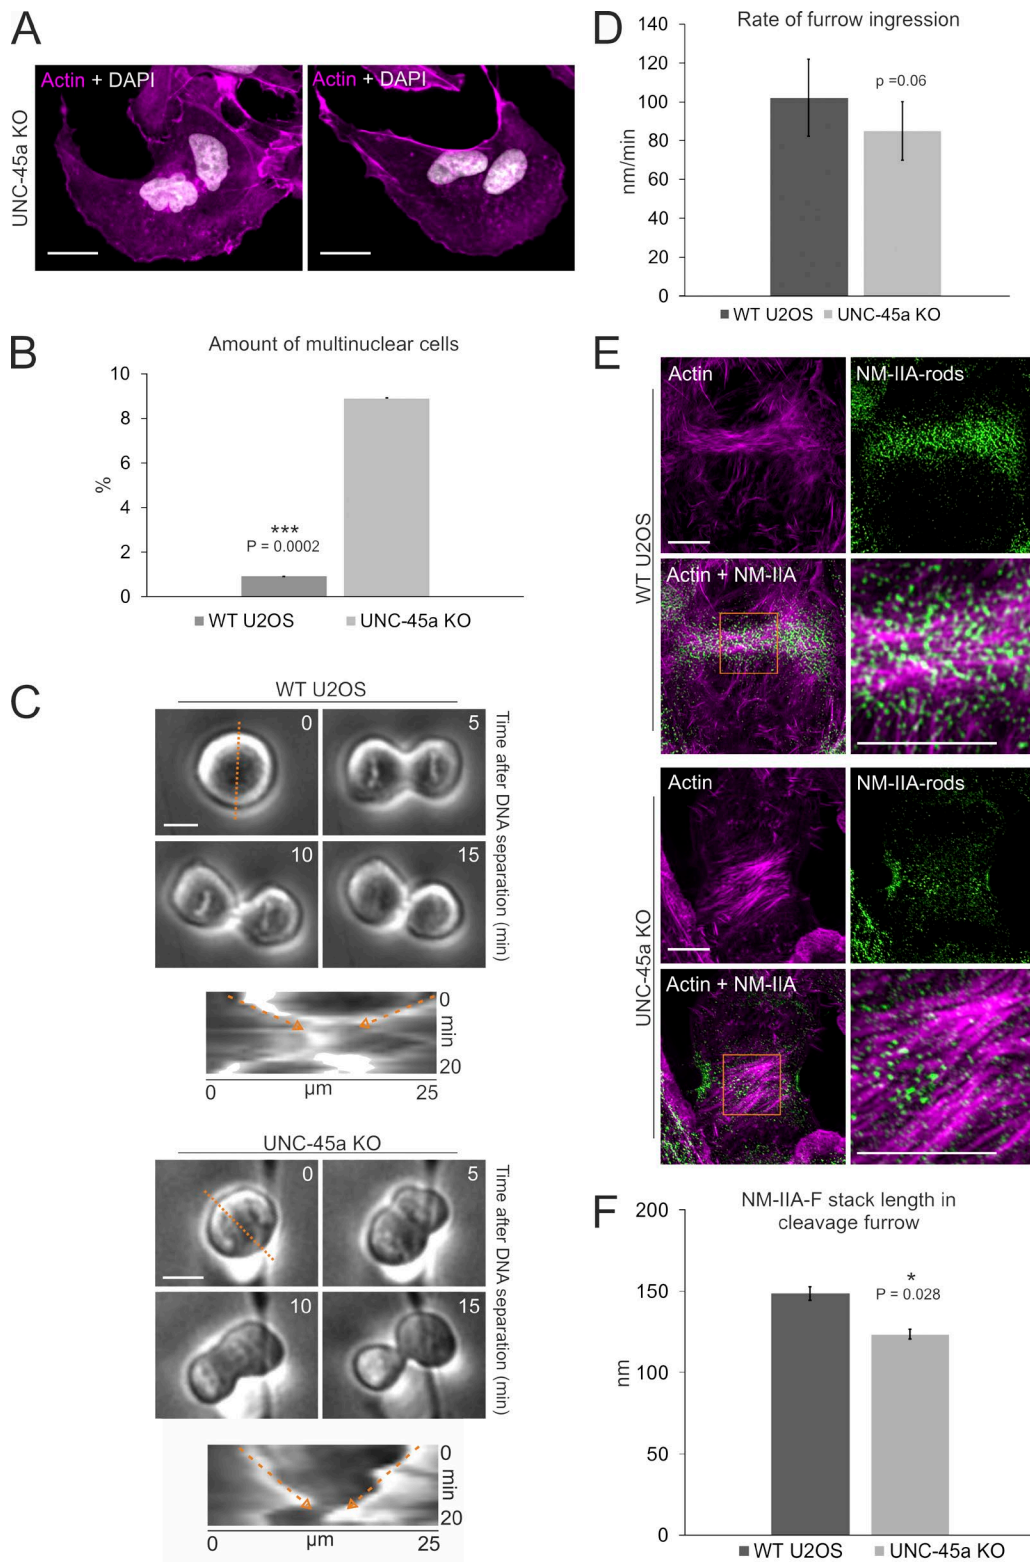 A
UNC-45a KO
Actin + DAPI
Actin + DAPI
B
Amount of multinuclear cells
10
8
6
4
2
0
%
***
P = 0.0002
WT U2OS
UNC-45a KO
C
WT U2OS
0
5
10
15
Time after DNA separation (min)
0
min
20
0
µm
25
UNC-45a KO
0
5
10
15
Time after DNA separation (min)
0
min
20
0
µm
25
D
Rate of furrow ingression
140
120
100
80
60
40
20
0
nm/min
p =0.06
WT U2OS
UNC-45a KO
E
WT U2OS
Actin
NM-IIA-rods
Actin + NM-IIA
UNC-45a KO
Actin
NM-IIA-rods
Actin + NM-IIA
F
NM-IIA-F stack length in
cleavage furrow
200
150
100
50
0
nm
*
P = 0.028
WT U2OS
UNC-45a KO